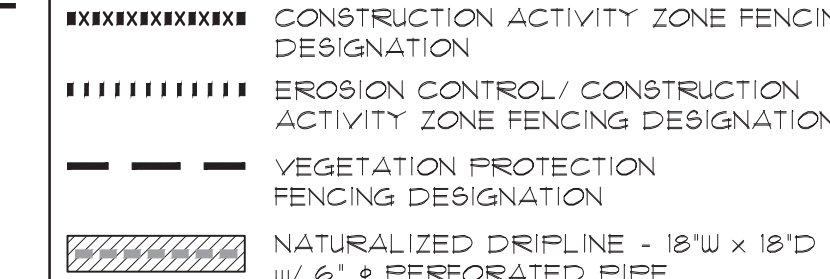 CONSTRUCTION ACTIVITY ZONE FENCIN
DESIGNATION
EROSION CONTROL/ CONSTRUCTION
ACTIVITY ZONE FENCING DESIGNATION
VEGETATION PROTECTION
FENCING DESIGNATION
NATURALIZED DRIPLINE - 18"W x 18"D
w/ 6" ϕ PERFORATED PIPE